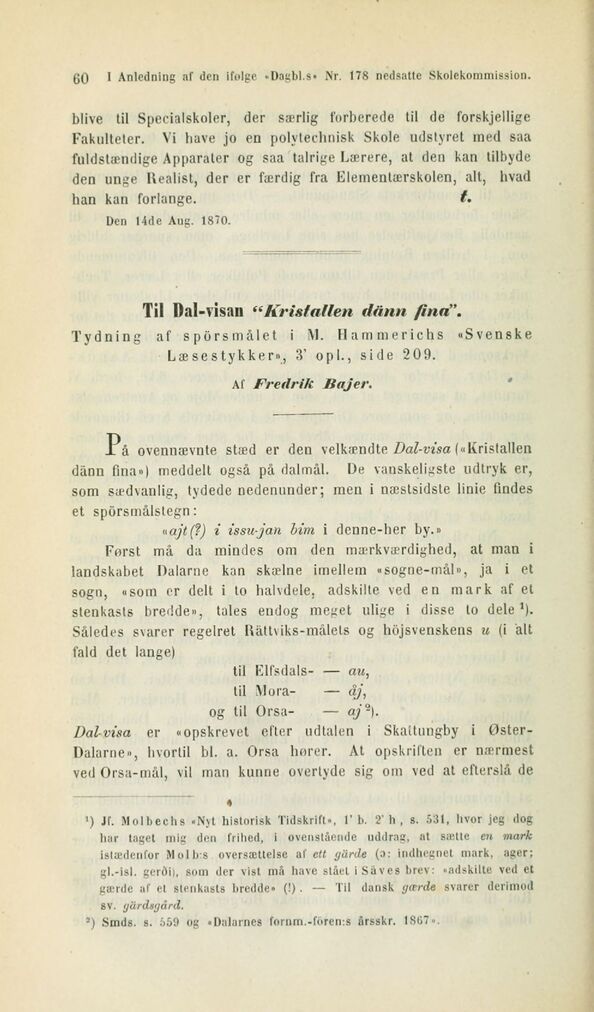 60 I Anledning af den ifølge «Dagbl.s» Nr. 178 nedsatte Skolekommission.
blive til Specialskoler, der særlig forberede til de forskjellige
Fakulteter. Vi have jo en polytechnisk Skole udstyret med saa
fuldstændige Apparater og saa talrige Lærere, at den kan tilbyde
den unge Realist, der er færdig fra Elementærskolen, alt, hvad
han kan forlange. t.
Den 14de Aug. 1870.
Til Dal-visan “Kristallen dänn fina”.
Tydning af spörsmålet i M. Hammerichs «Svenske
Læsestykker», 3' opl., side 209.
Af Fredrik Bajer.
På ovennævnte stæd er den velkændte Dal-visa («Kristallen
dänn fina») meddelt også på dalmål. De vanskeligste udtryk er,
som sædvanlig, tydede nedenunder; men i næstsidste linie findes
et spörsmålstegn:
«ajt(?) i issu-jan bim i denne-her by.»
Først må da mindes om den mærkværdighed, at man i
landskabet Dalarne kan skælne imellem «sogne-mål», ja i et
sogn, «som er delt i to halvdele, adskilte ved en mark af et
stenkasts bredde», tales endog meget ulige i disse to dele ¹).
Således svarer regelret Rättviks-målets og höjsvenskens u (i alt
fald det lange)
til Elfsdals- — au,
til Mora- — åj,
og til Orsa- — aj ²).
Dal-visa er «opskrevet efter udtalen i Skattungby i Øster-
Dalarne», hvortil bl. a. Orsa hører. At opskriften er nærmest
ved Orsa-mål, vil man kunne overtyde sig om ved at efterslå de
¹) Jf. Molbechs «Nyt historisk Tidskrift», 1' b. 2' h, s. 531, hvor jeg dog
har taget mig den frihed, i ovenstående uddrag, at sætte en mark
istædenfor Molb:s oversættelse af ett gärde (ɔ: indhegnet mark, ager;
gl.-isl. gerði), som der vist må have stået i Säves brev: «adskilte ved et
gærde af et stenkasts bredde» (!). — Til dansk gærde svarer derimod
sv. gärdsgård.
²) Smds. s. 559 og «Dalarnes fornm.-fören:s årsskr. 1867».